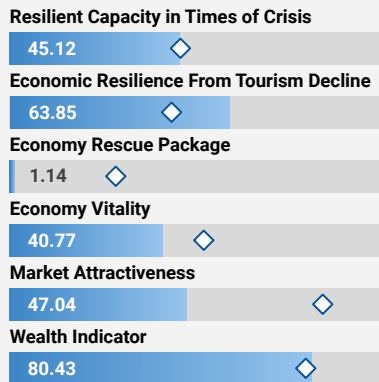 Resilient Capacity in Times of Crisis
45.12
Economic Resilience From Tourism Decline
63.85
Economy Rescue Package
1.14
Economy Vitality
40.77
Market Attractiveness
47.04
Wealth Indicator
80.43